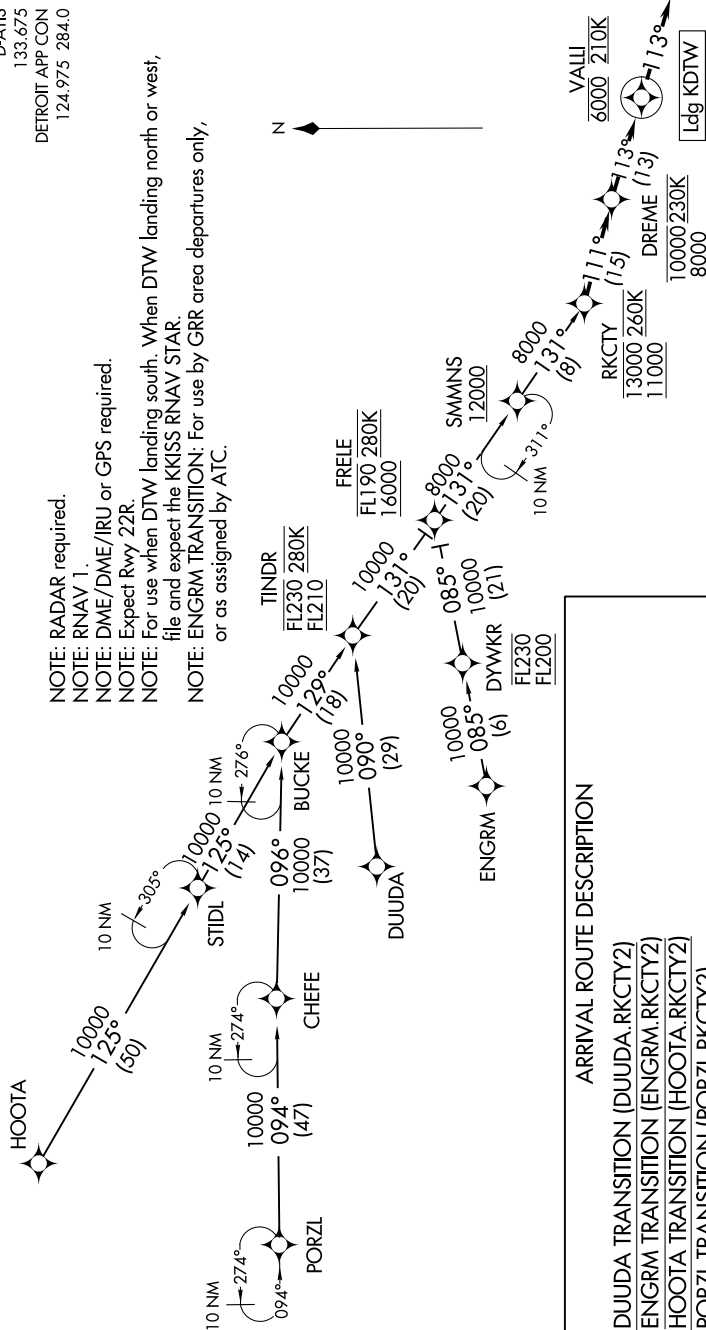 D-ATIS
133.675
DETROIT APP CON
124.975 284.0
NOTE: RADAR required.
NOTE: RNAV 1.
NOTE: DME/DME/IRU or GPS required.
NOTE: Expect Rwy 22R.
NOTE: For use when DTW landing south. When DTW landing north or west,
file and expect the KKISS RNAV STAR.
NOTE: ENGRM TRANSITION: For use by GRR area departures only,
or as assigned by ATC.
N
HOOTA
10000
125°
(50)
10 NM
305°
STIDL
10000
125°
(14)
10 NM
276°
BUCKE
10000
129°
(18)
TINDR
FL230 280K
FL210
10 NM
274°
094°
PORZL
10000
094°
(47)
10 NM
274°
CHEFE
096°
10000
(37)
DUUDA
10000
090°
(29)
10000
131°
(20)
FRELE
FL190 280K
16000
ENGRM
10000
085°
(6)
DYWKR
FL230
FL200
085°
10000
(21)
8000
131°
(20)
SMMNS
12000
10 NM
311°
8000
131°
(8)
RKCTY
13000 260K
11000
111°
(15)
DREME
10000 230K
8000
113°
(13)
VALLI
6000 210K
113°
Ldg KDTW
ARRIVAL ROUTE DESCRIPTION
DUUDA TRANSITION (DUUDA.RKCTY2)
ENGRM TRANSITION (ENGRM.RKCTY2)
HOOTA TRANSITION (HOOTA.RKCTY2)
PORZL TRANSITION (PORZL.RKCTY2)